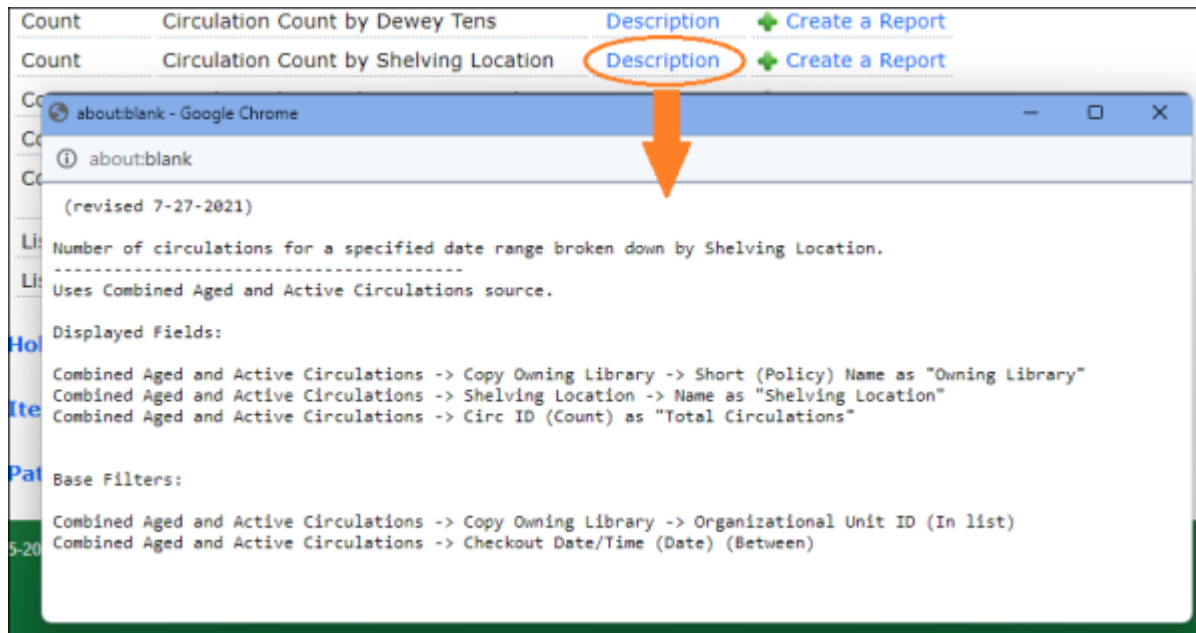 Count Circulation Count by Dewey Tens Description Create a Report
Count Circulation Count by Shelving Location Description Create a Report
about:blank - Google Chrome
about:blank
(revised 7-27-2021)
Number of circulations for a specified date range broken down by Shelving Location.
-----------------------------------------
Uses Combined Aged and Active Circulations source.
Displayed Fields:
Combined Aged and Active Circulations -> Copy Owning Library -> Short (Policy) Name as "Owning Library"
Combined Aged and Active Circulations -> Shelving Location -> Name as "Shelving Location"
Combined Aged and Active Circulations -> Circ ID (Count) as "Total Circulations"
Base Filters:
Combined Aged and Active Circulations -> Copy Owning Library -> Organizational Unit ID (In list)
Combined Aged and Active Circulations -> Checkout Date/Time (Date) (Between)